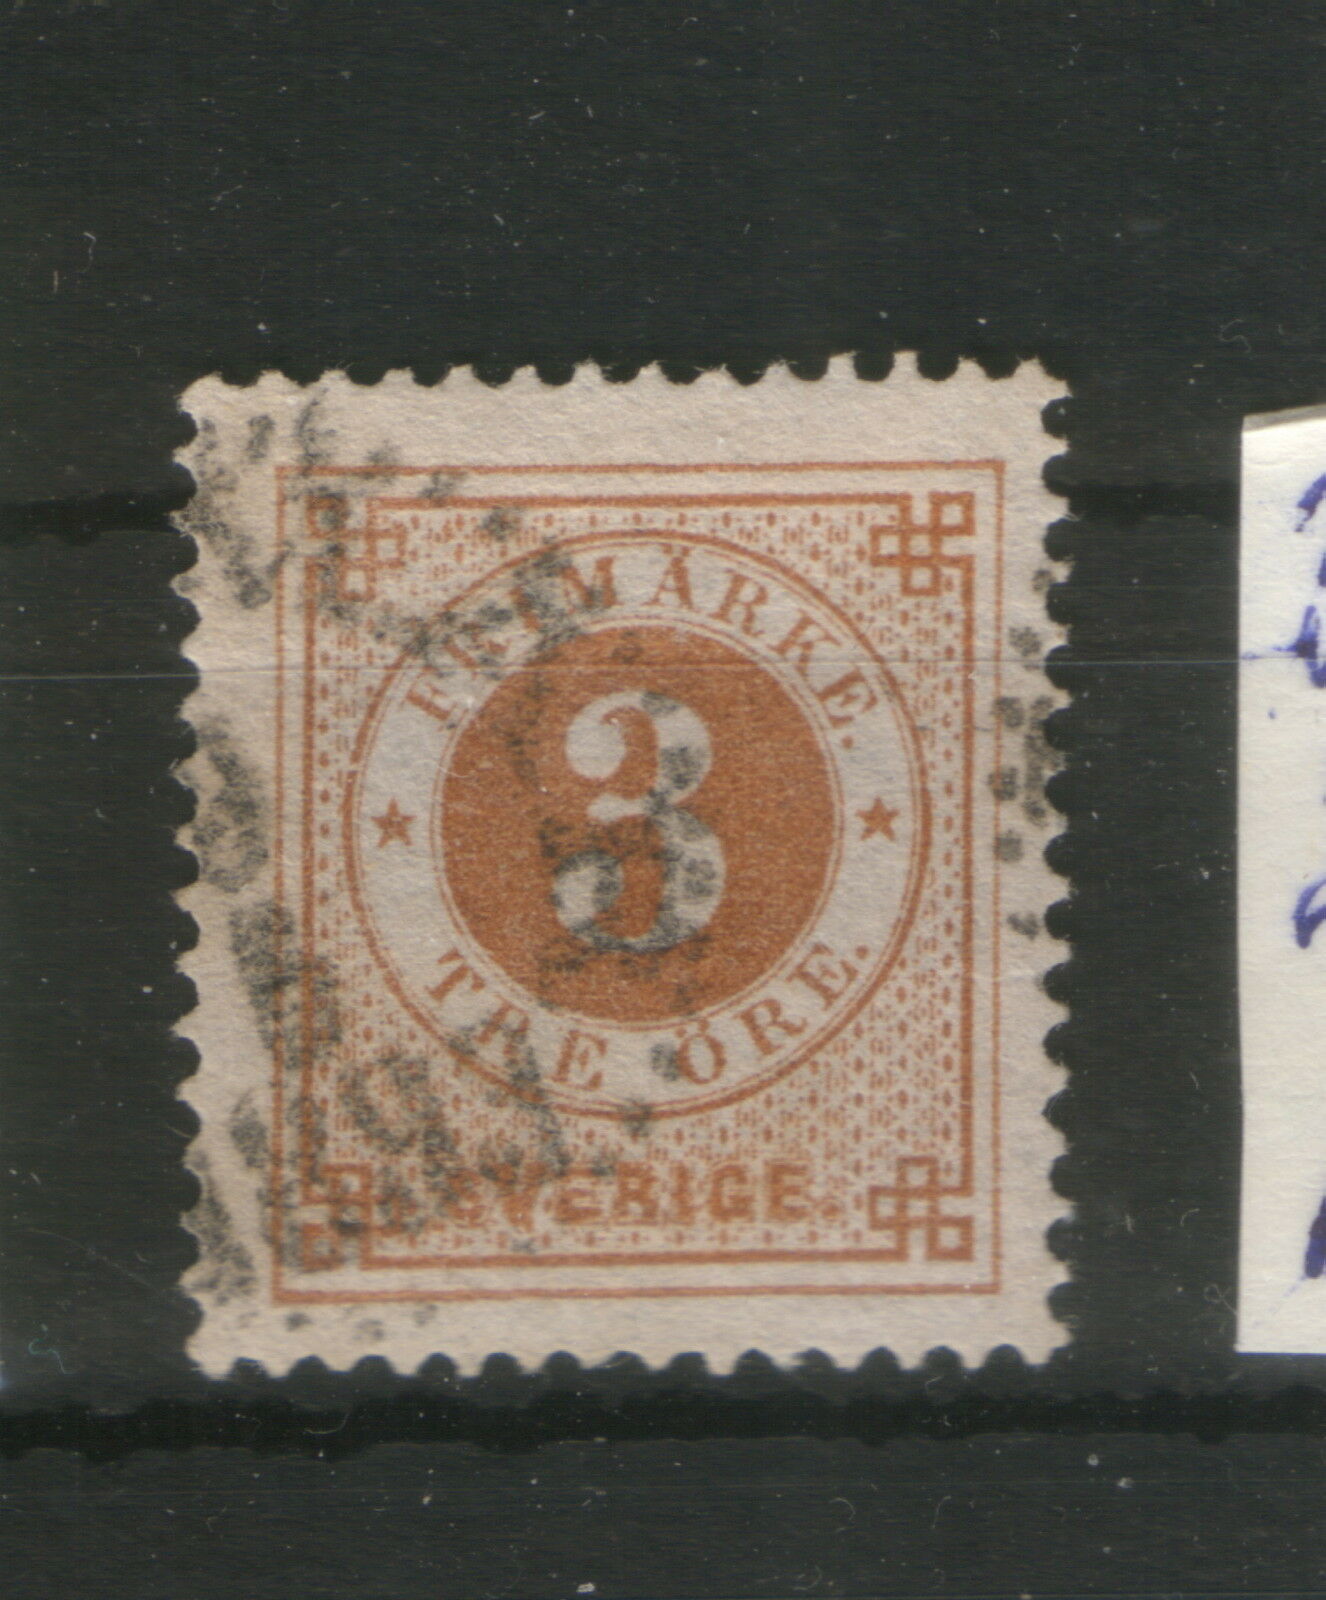 FRIMÄRKE.
3
TRE ÖRE.
SVERIGE.